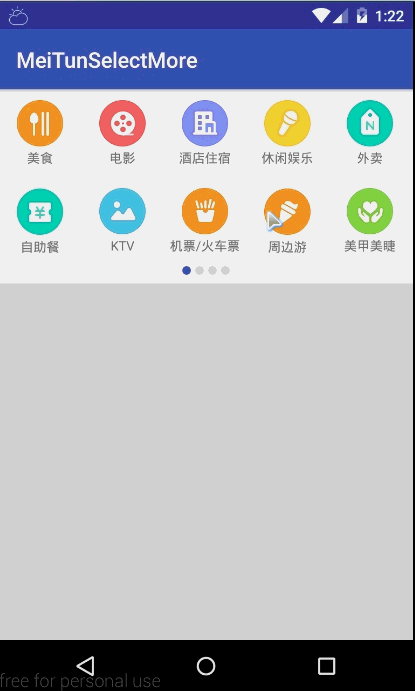 1:22
MeiTunSelectMore
美食 电影 酒店住宿 休闲娱乐 外卖
N
¥
自助餐 KTV 机票/火车票 周边游 美甲美睫
free for personal use